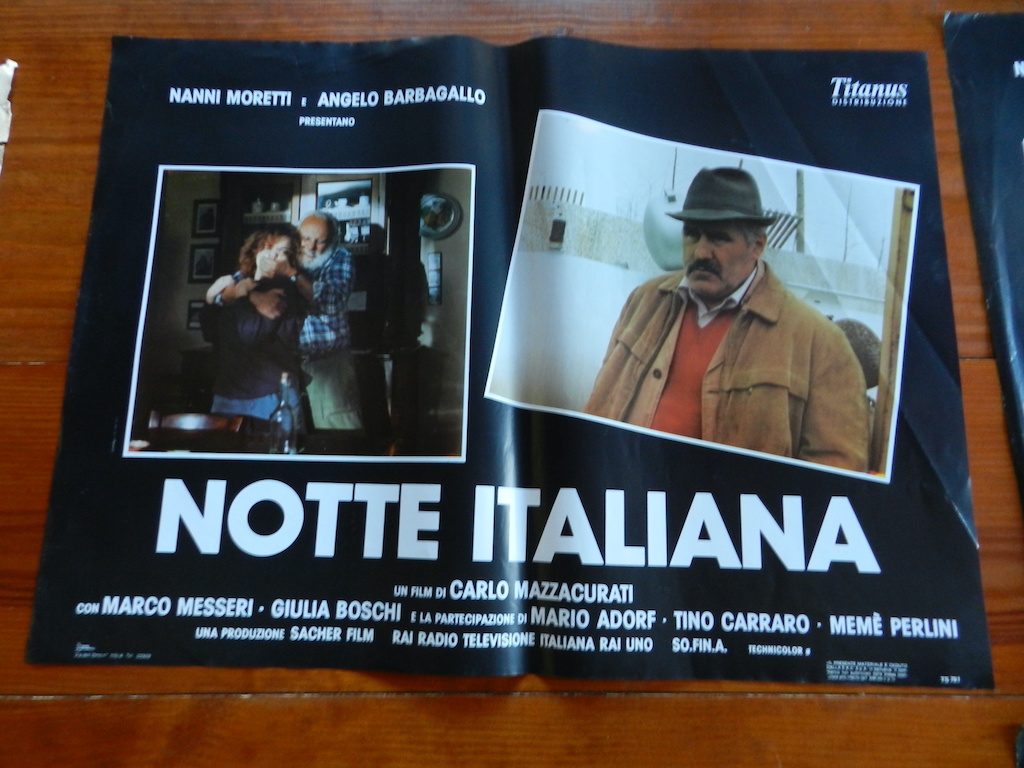 NANNI MORETTI E ANGELO BARBAGALLO
PRESENTANO
Titanus
DISTRIBUZIONE
NOTTE ITALIANA
UN FILM DI CARLO MAZZACURATI
CON MARCO MESSERI · GIULIA BOSCHI E LA PARTECIPAZIONE DI MARIO ADORF · TINO CARRARO · MEMÈ PERLINI
UNA PRODUZIONE SACHER FILM RAI RADIO TELEVISIONE ITALIANA RAI UNO SO.FIN.A. TECHNICOLOR